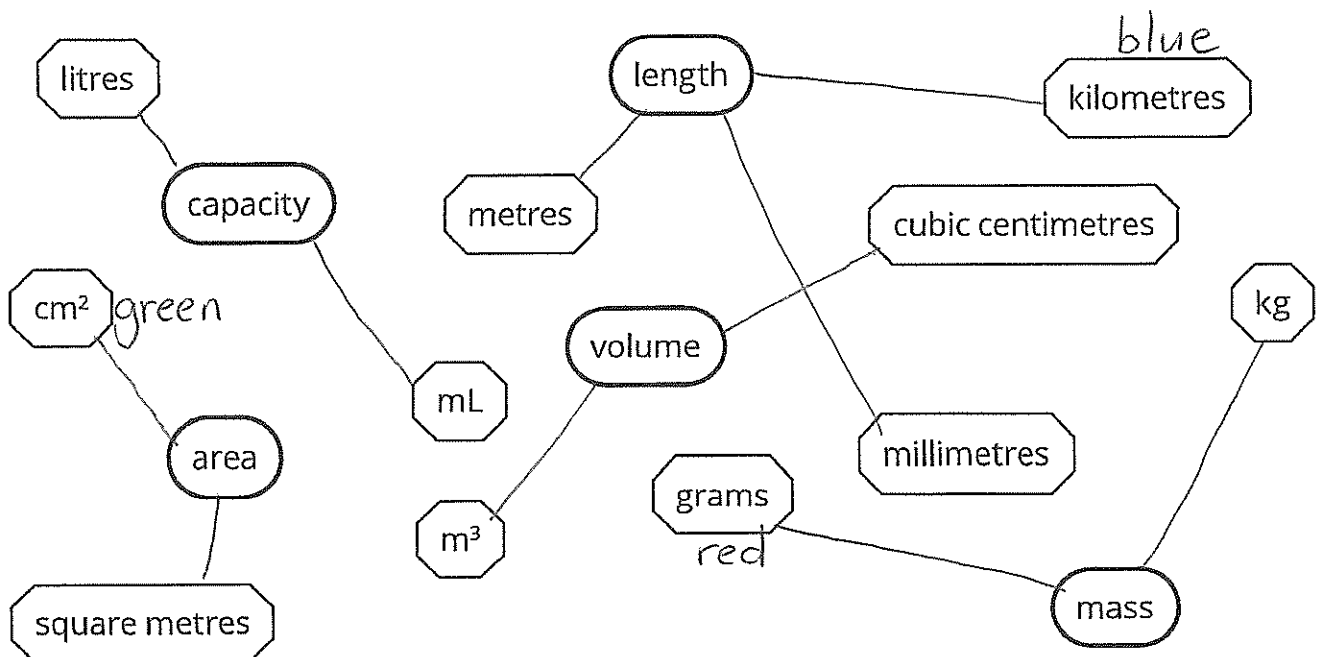 blue
litres
length
kilometres
capacity
metres
cubic centimetres
cm² green
kg
volume
mL
area
millimetres
grams
m³
red
mass
square metres